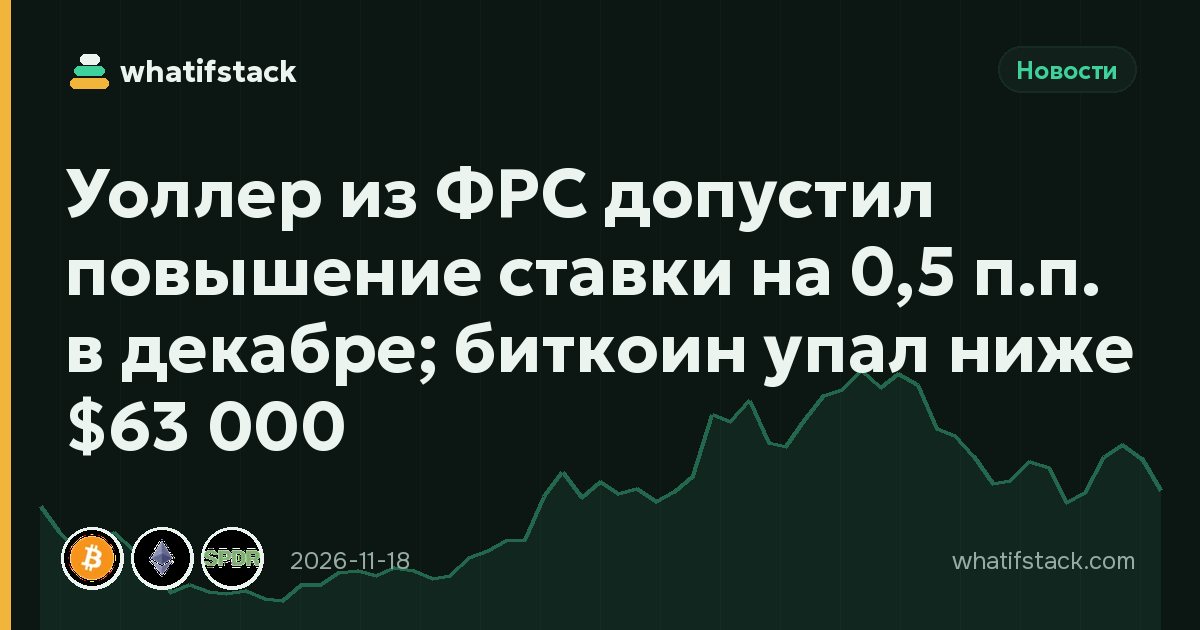 whatifstack
Новости
Уоллер из ФРС допустил
повышение ставки на 0,5 п.п.
в декабре; биткоин упал ниже
$63 000
SPDR
2026-11-18
whatifstack.com